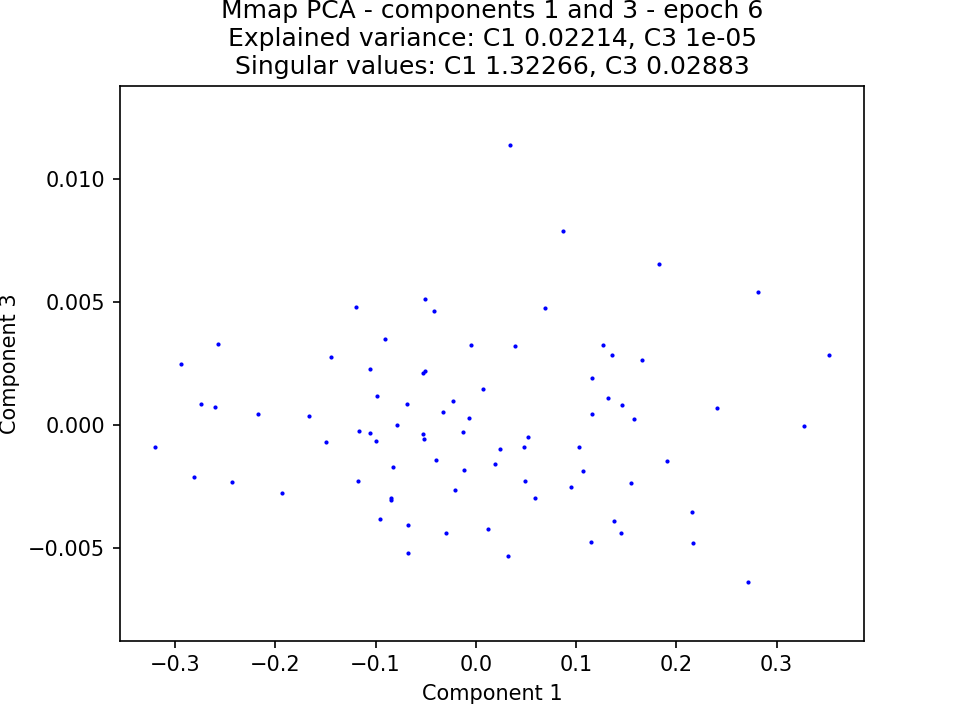 Mmap PCA - components 1 and 3 - epoch 6
Explained variance: C1 0.02214, C3 1e-05
Singular values: C1 1.32266, C3 0.02883
0.010
0.005
0.000
−0.005
Component 3
−0.3 −0.2 −0.1 0.0 0.1 0.2 0.3
Component 1